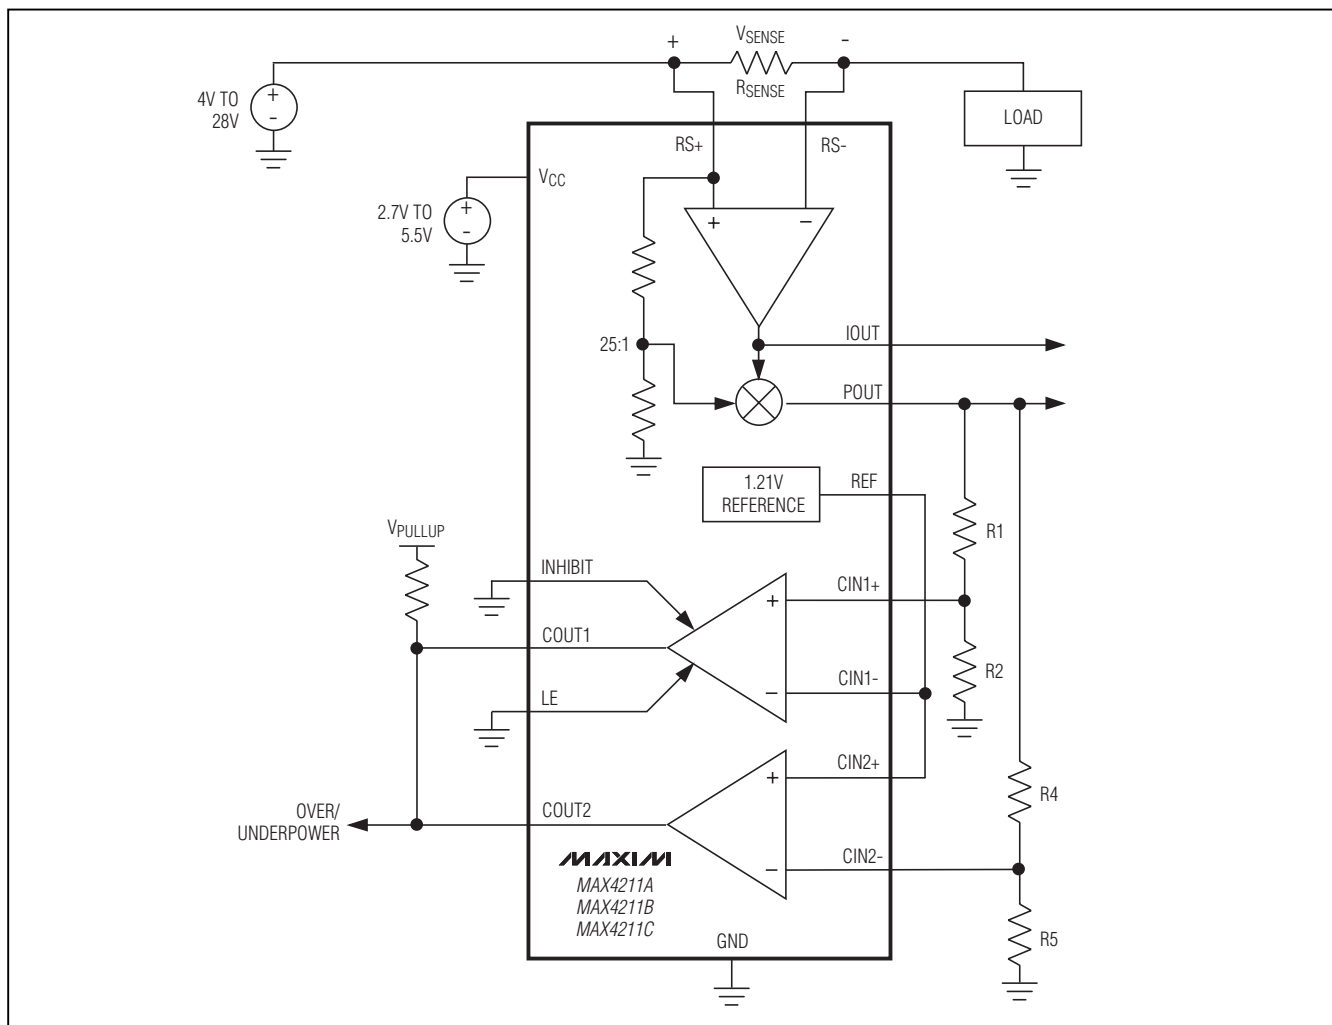 VSENSE
+
-
RSENSE
4V TO
28V
+
-
LOAD
RS+
RS-
VCC
2.7V TO
5.5V
+
-
+
−
25:1
IOUT
POUT
1.21V
REFERENCE
REF
VPULLUP
R1
INHIBIT
CIN1+
+
COUT1
R2
CIN1-
−
LE
CIN2+
+
R4
COUT2
OVER/
UNDERPOWER
CIN2-
−
MAXIM
MAX4211A
MAX4211B
MAX4211C
R5
GND